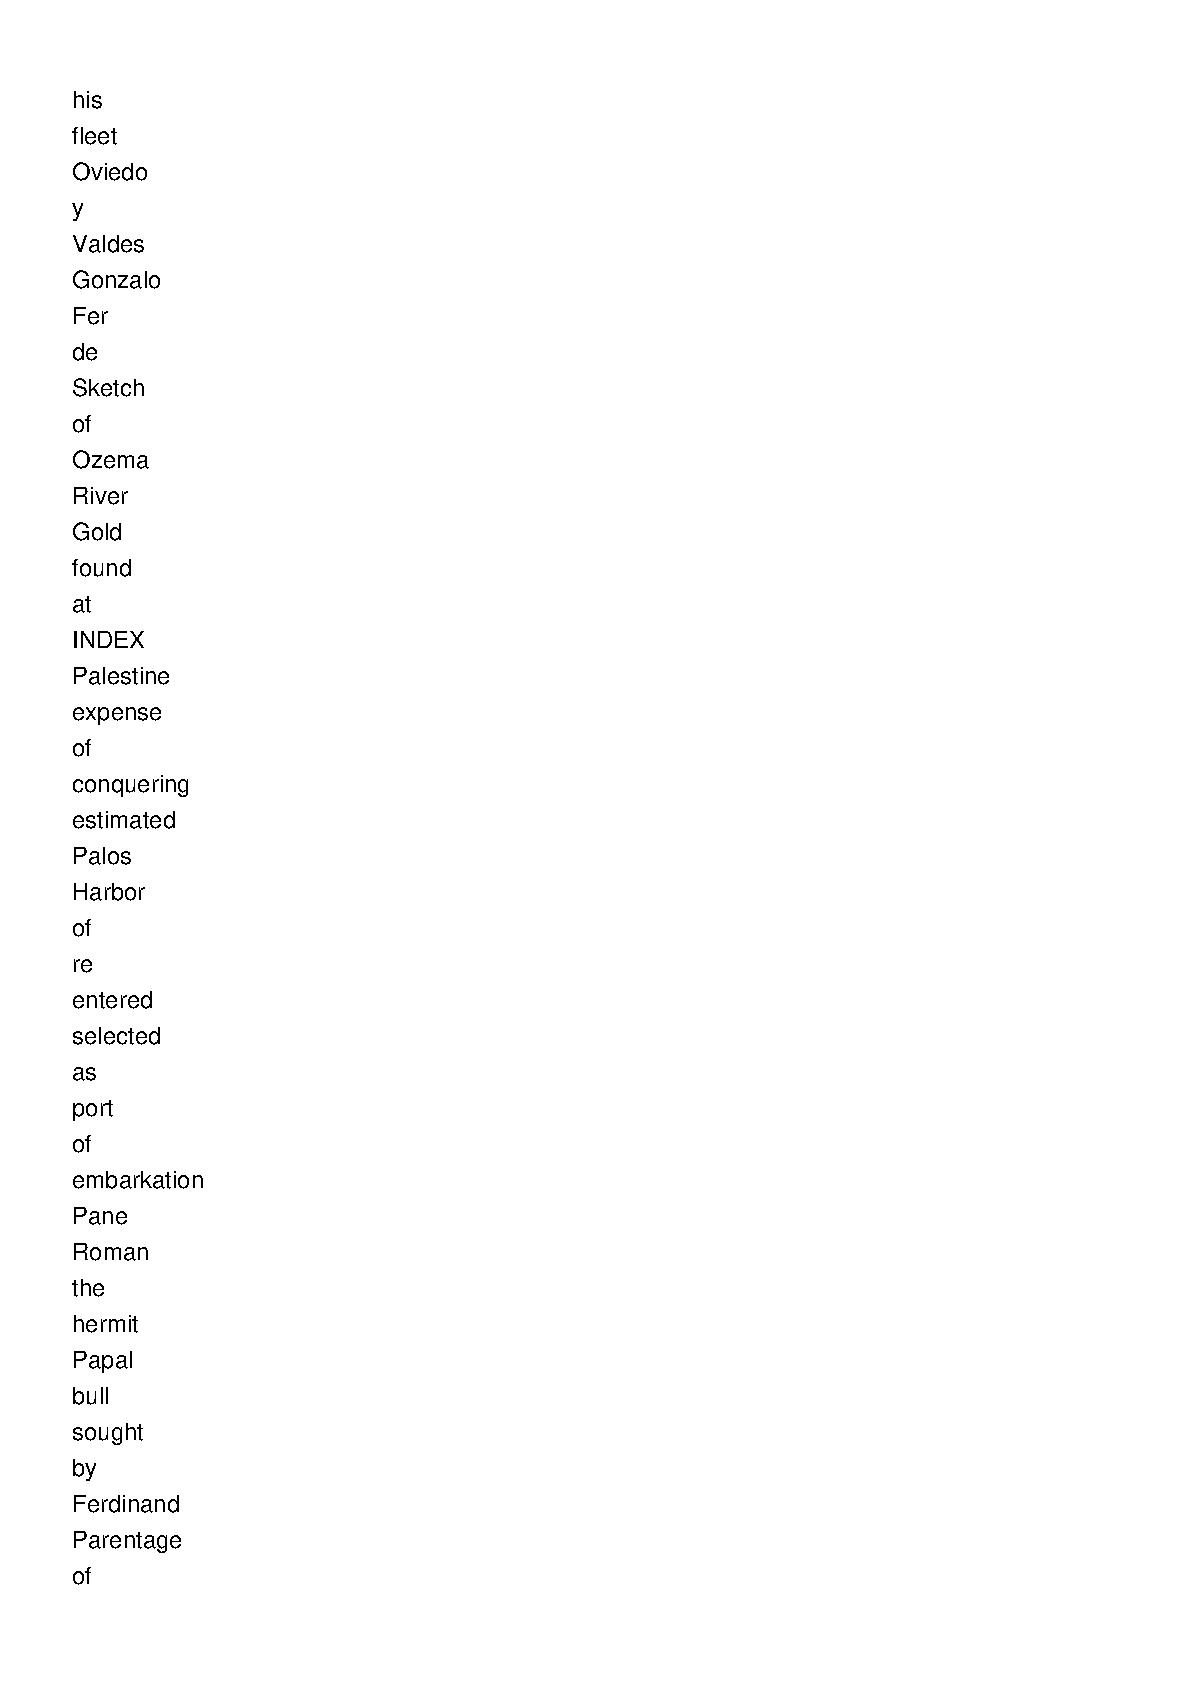 his
fleet
Oviedo
y
Valdes
Gonzalo
Fer
de
Sketch
of
Ozema
River
Gold
found
at
INDEX
Palestine
expense
of
conquering
estimated
Palos
Harbor
of
re
entered
selected
as
port
of
embarkation
Pane
Roman
the
hermit
Papal
bull
sought
by
Ferdinand
Parentage
of